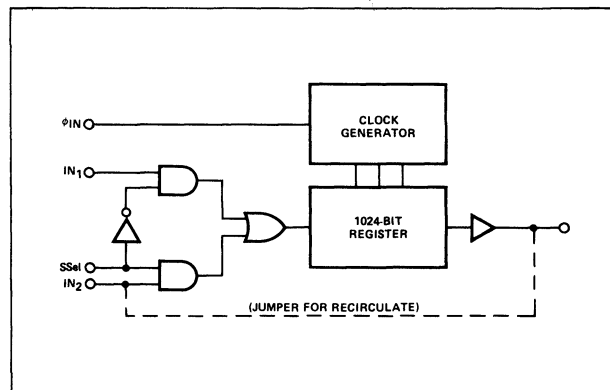 CLOCK
GENERATOR
ϕIN
IN1
1024-BIT
REGISTER
SSel
IN2
(JUMPER FOR RECIRCULATE)